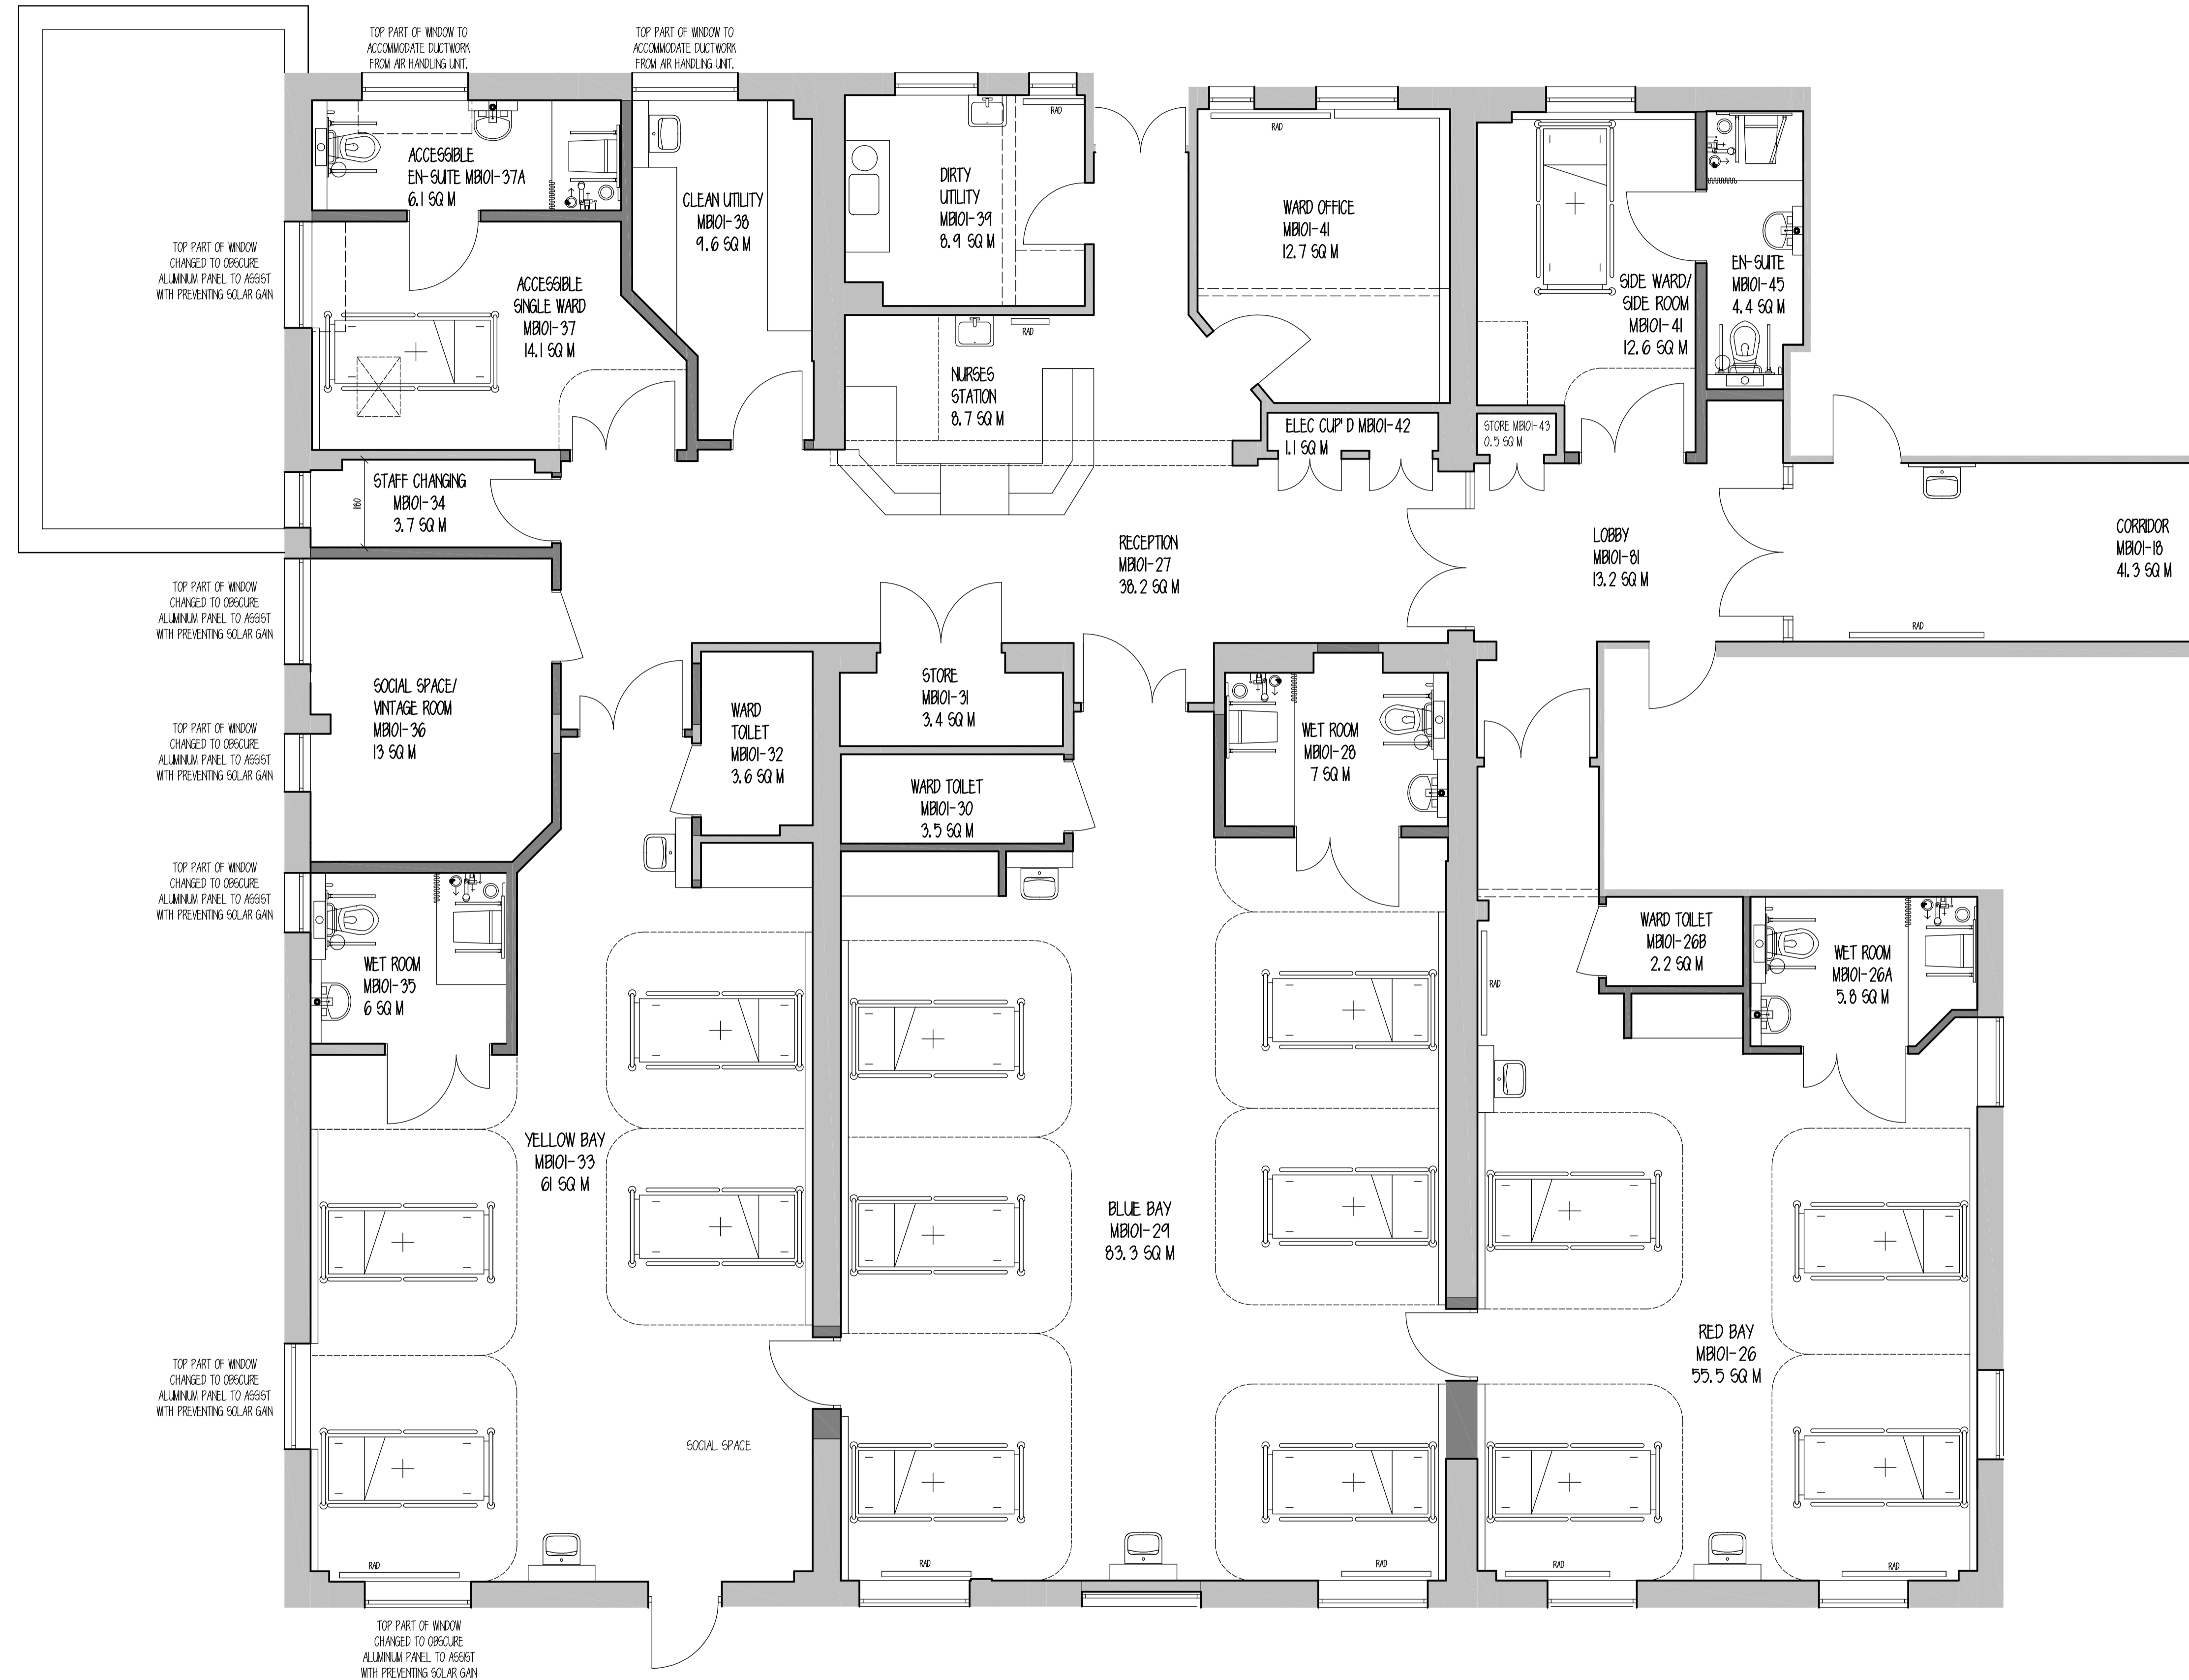 TOP PART OF WINDOW TO
ACCOMMODATE DUCTWORK
FROM AIR HANDLING UNIT.
TOP PART OF WINDOW TO
ACCOMMODATE DUCTWORK
FROM AIR HANDLING UNIT.
ACCESSIBLE
EN-SUITE MB101-37A
6.1 SQ M
CLEAN UTILITY
MB101-38
9.6 SQ M
DIRTY
UTILITY
MB101-39
8.9 SQ M
RAD
RAD
WARD OFFICE
MB101-41
12.7 SQ M
SIDE WARD/
SIDE ROOM
MB101-41
12.6 SQ M
EN-SUITE
MB101-45
4.4 SQ M
TOP PART OF WINDOW
CHANGED TO OBSCURE
ALUMINIUM PANEL TO ASSIST
WITH PREVENTING SOLAR GAIN
ACCESSIBLE
SINGLE WARD
MB101-37
14.1 SQ M
RAD
NURSES
STATION
8.7 SQ M
ELEC CUP'D MB101-42
1.1 SQ M
STORE MB101-43
0.5 SQ M
STAFF CHANGING
MB101-34
3.7 SQ M
1180
RECEPTION
MB101-27
38.2 SQ M
LOBBY
MB101-81
13.2 SQ M
CORRIDOR
MB101-18
41.3 SQ M
RAD
TOP PART OF WINDOW
CHANGED TO OBSCURE
ALUMINIUM PANEL TO ASSIST
WITH PREVENTING SOLAR GAIN
SOCIAL SPACE/
VINTAGE ROOM
MB101-36
13 SQ M
TOP PART OF WINDOW
CHANGED TO OBSCURE
ALUMINIUM PANEL TO ASSIST
WITH PREVENTING SOLAR GAIN
WARD
TOILET
MB101-32
3.6 SQ M
STORE
MB101-31
3.4 SQ M
WARD TOILET
MB101-30
3.5 SQ M
WET ROOM
MB101-28
7 SQ M
TOP PART OF WINDOW
CHANGED TO OBSCURE
ALUMINIUM PANEL TO ASSIST
WITH PREVENTING SOLAR GAIN
WET ROOM
MB101-35
6 SQ M
WARD TOILET
MB101-26B
2.2 SQ M
WET ROOM
MB101-26A
5.8 SQ M
RAD
YELLOW BAY
MB101-33
61 SQ M
BLUE BAY
MB101-29
83.3 SQ M
RED BAY
MB101-26
55.5 SQ M
TOP PART OF WINDOW
CHANGED TO OBSCURE
ALUMINIUM PANEL TO ASSIST
WITH PREVENTING SOLAR GAIN
SOCIAL SPACE
RAD
RAD
RAD
RAD
RAD
TOP PART OF WINDOW
CHANGED TO OBSCURE
ALUMINIUM PANEL TO ASSIST
WITH PREVENTING SOLAR GAIN